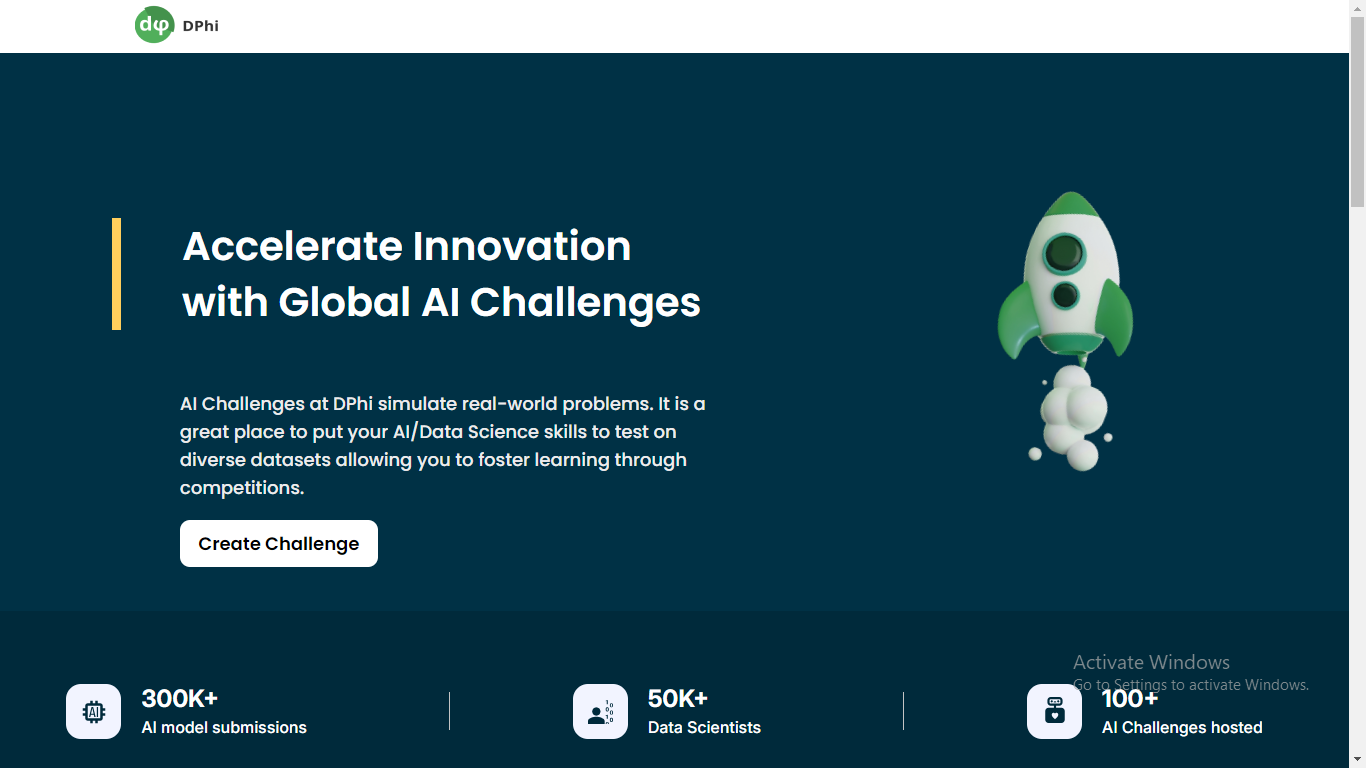 dφ DPhi
Accelerate Innovation
with Global AI Challenges
AI Challenges at DPhi simulate real-world problems. It is a
great place to put your AI/Data Science skills to test on
diverse datasets allowing you to foster learning through
competitions.
Create Challenge
Activate Windows
Go to Settings to activate Windows.
AI
300K+
AI model submissions
50K+
Data Scientists
100+
AI Challenges hosted